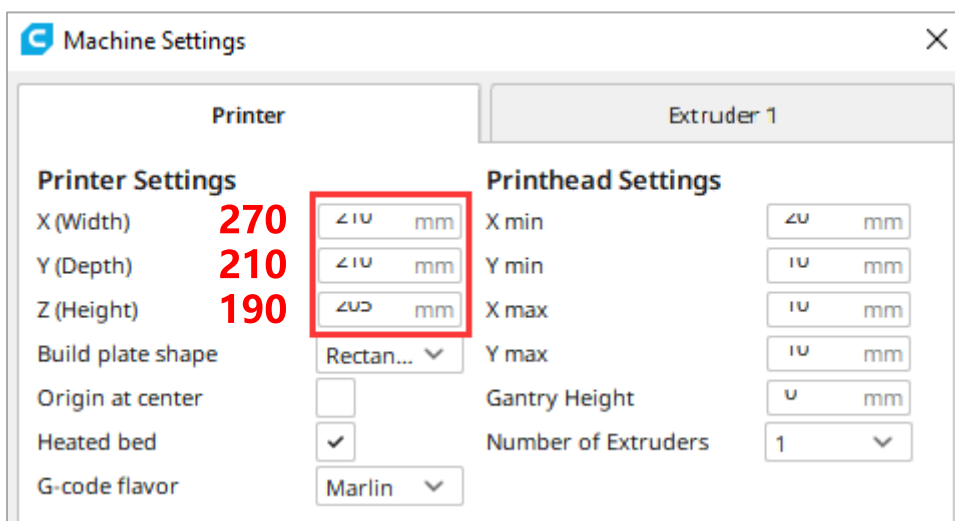 Machine Settings
Printer
Extruder 1
Printer Settings
X (Width) 270 mm
Y (Depth) 210 mm
Z (Height) 190 mm
Build plate shape Rectan...
Origin at center
Heated bed
G-code flavor Marlin
Printhead Settings
X min mm
Y min mm
X max mm
Y max mm
Gantry Height mm
Number of Extruders 1